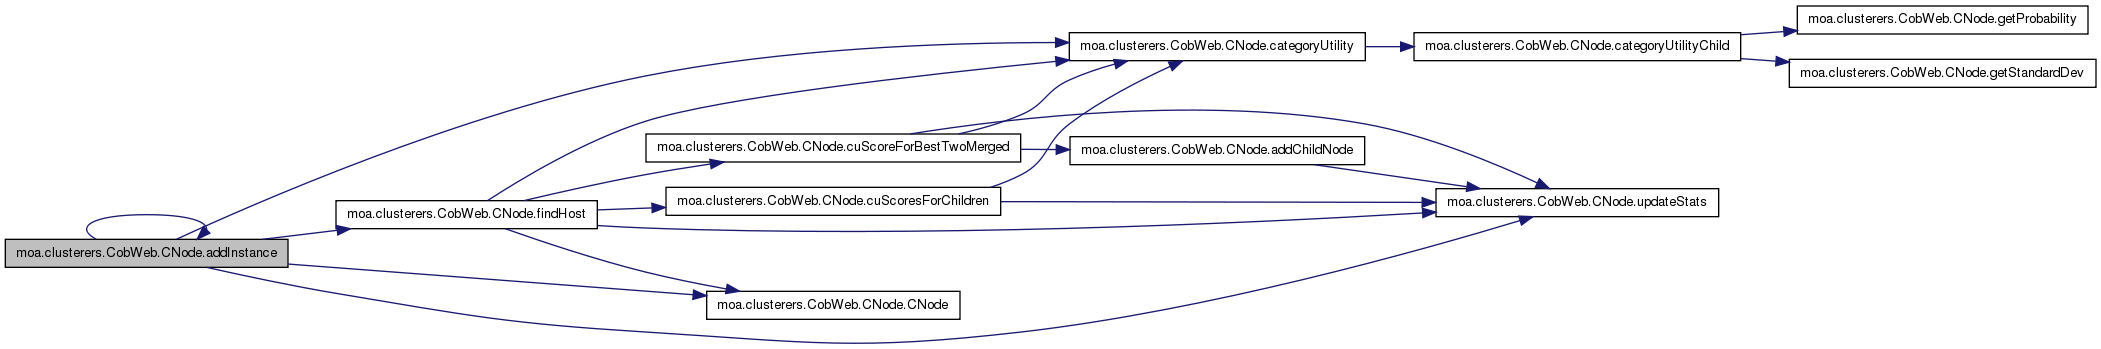 moa.clusterers.CobWeb.CNode.addInstance
moa.clusterers.CobWeb.CNode.findHost
moa.clusterers.CobWeb.CNode.cuScoreForBestTwoMerged
moa.clusterers.CobWeb.CNode.cuScoresForChildren
moa.clusterers.CobWeb.CNode.CNode
moa.clusterers.CobWeb.CNode.categoryUtility
moa.clusterers.CobWeb.CNode.addChildNode
moa.clusterers.CobWeb.CNode.categoryUtilityChild
moa.clusterers.CobWeb.CNode.updateStats
moa.clusterers.CobWeb.CNode.getProbability
moa.clusterers.CobWeb.CNode.getStandardDev